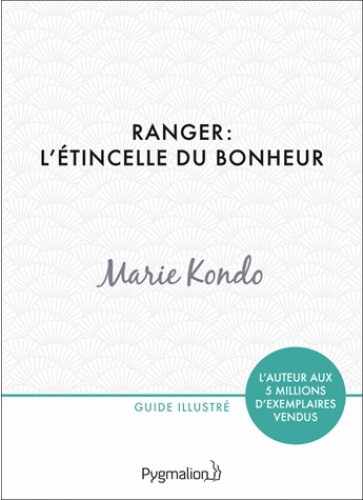 RANGER :
L'ÉTINCELLE DU BONHEUR
Marie Kondo
L'AUTEUR AUX
5 MILLIONS
D'EXEMPLAIRES
VENDUS
GUIDE ILLUSTRÉ
Pygmalion